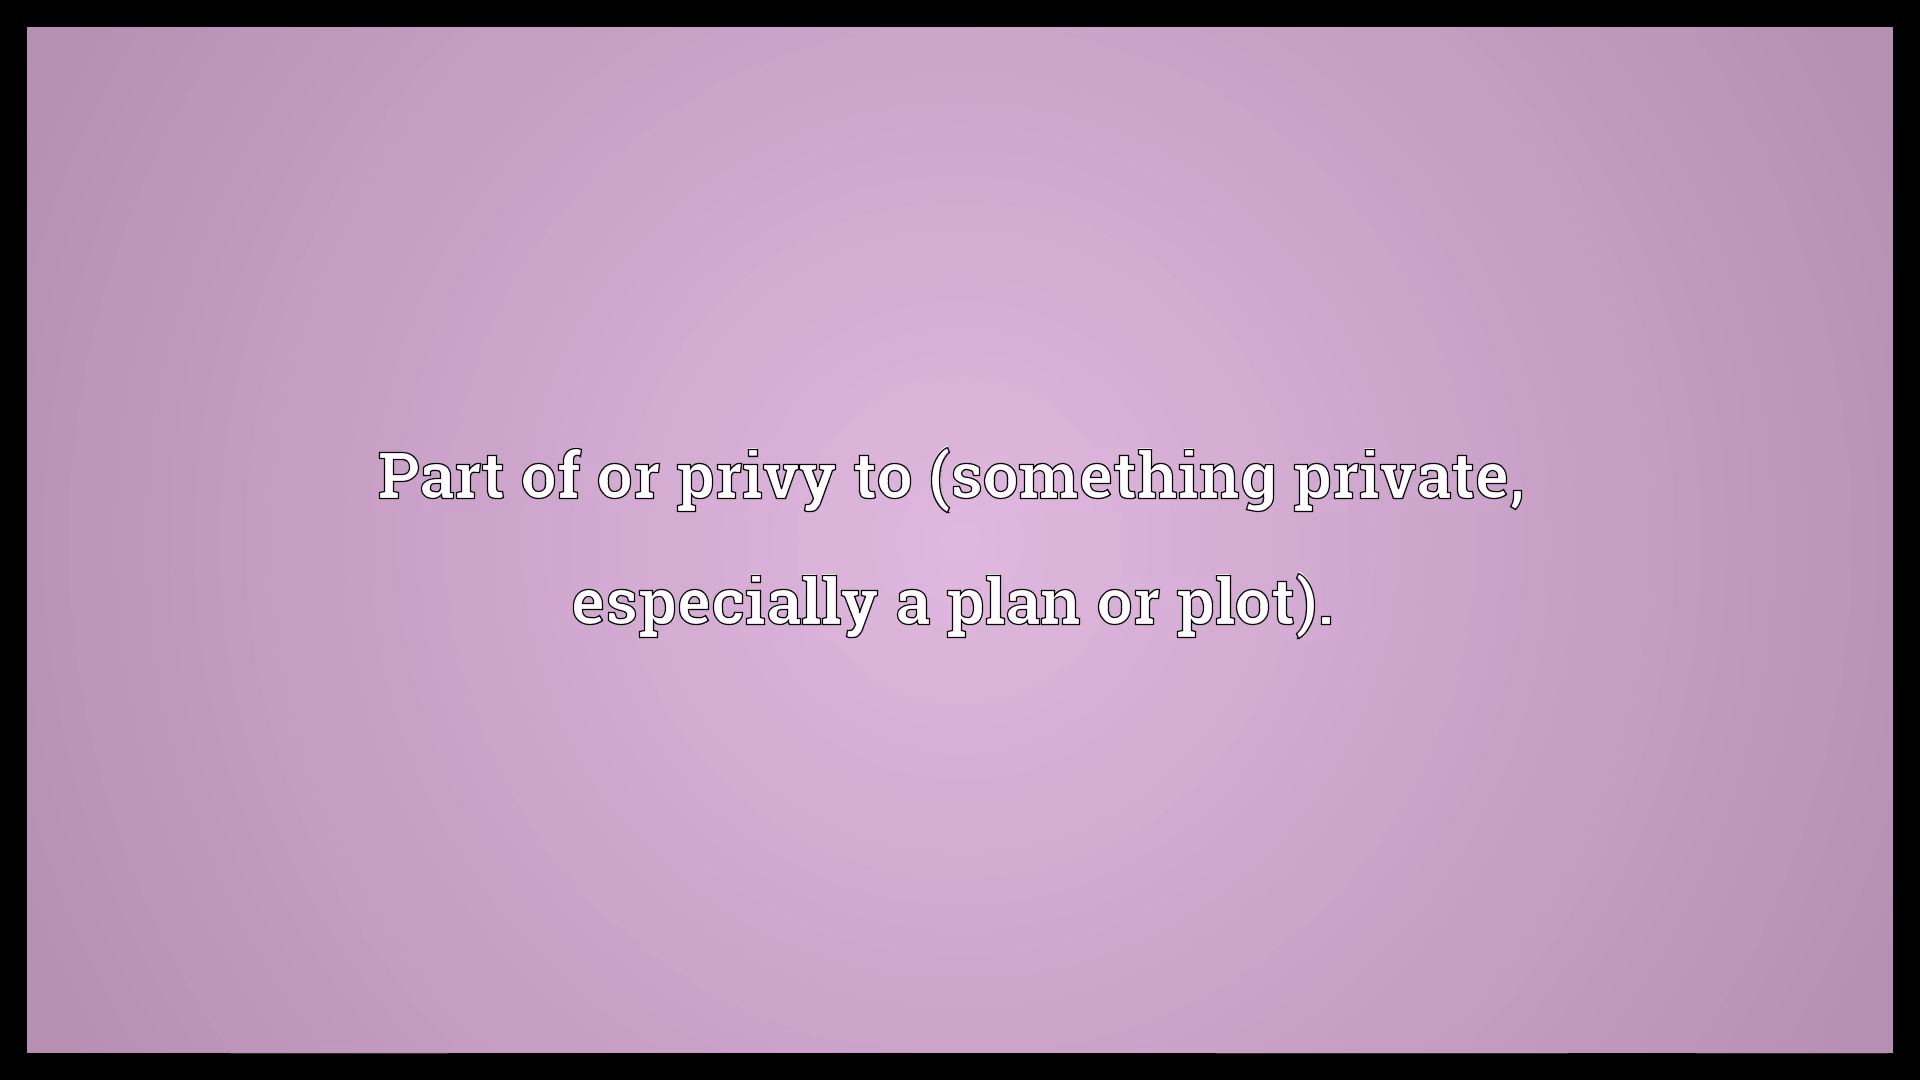 Part of or privy to (something private,
especially a plan or plot).